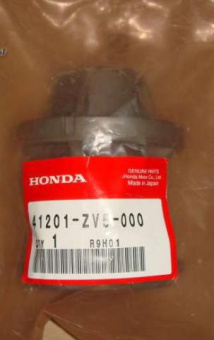 HONDA
GENUINE PARTS
Honda Motor Co., Ltd.
Made in Japan
41201-ZV5-000
QTY 1 R9H01